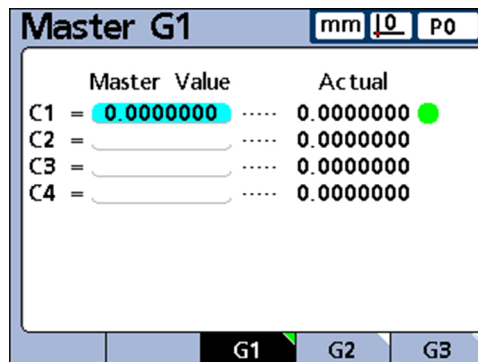 Master G1 mm 0 P0
Master Value Actual
C1 = 0.0000000 ..... 0.0000000
C2 = ..... 0.0000000
C3 = ..... 0.0000000
C4 = ..... 0.0000000
G1 G2 G3